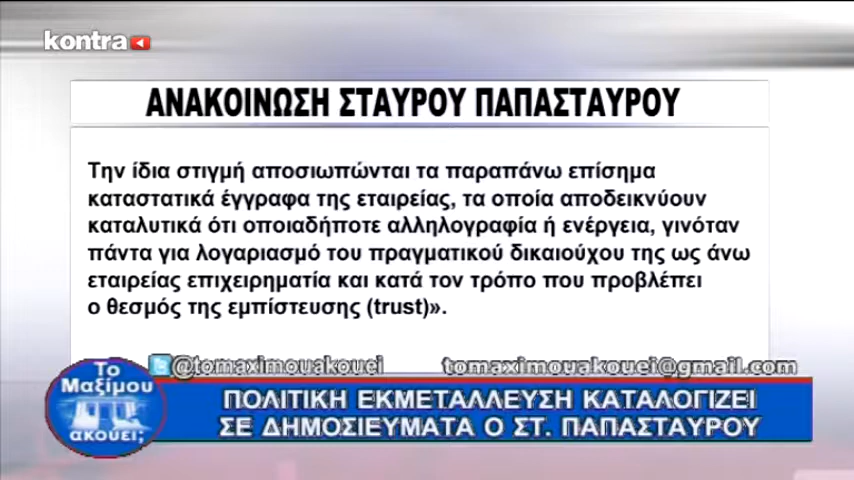 kontra
ΑΝΑΚΟΙΝΩΣΗ ΣΤΑΥΡΟΥ ΠΑΠΑΣΤΑΥΡΟΥ
Την ίδια στιγμή αποσιωπώνται τα παραπάνω επίσημα
καταστατικά έγγραφα της εταιρείας, τα οποία αποδεικνύουν
καταλυτικά ότι οποιαδήποτε αλληλογραφία ή ενέργεια, γινόταν
πάντα για λογαριασμό του πραγματικού δικαιούχου της ως άνω
εταιρείας επιχειρηματία και κατά τον τρόπο που προβλέπει
ο θεσμός της εμπίστευσης (trust)».
@tomaximouakouei tomaximouakouei@gmail.com
Το
Μαξίμου
ακούει;
ΠΟΛΙΤΙΚΗ ΕΚΜΕΤΑΛΛΕΥΣΗ ΚΑΤΑΛΟΓΙΖΕΙ
ΣΕ ΔΗΜΟΣΙΕΥΜΑΤΑ Ο ΣΤ. ΠΑΠΑΣΤΑΥΡΟΥ